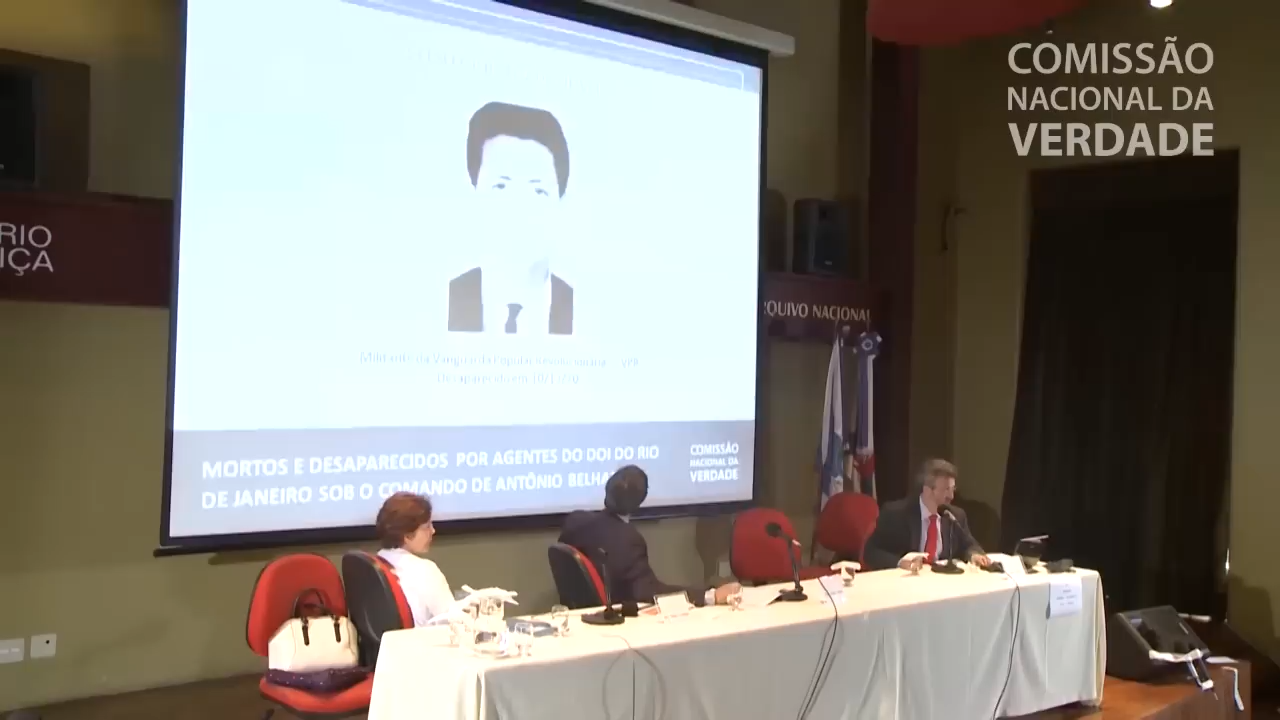 COMISSÃO
NACIONAL DA
VERDADE
RIO
IÇA
RQUIVO NACIONAL
MORTOS E DESAPARECIDOS POR AGENTES DO DOI DO RIO
DE JANEIRO SOB O COMANDO DE ANTÔNIO BELHA
COMISSÃO
NACIONAL DA
VERDADE